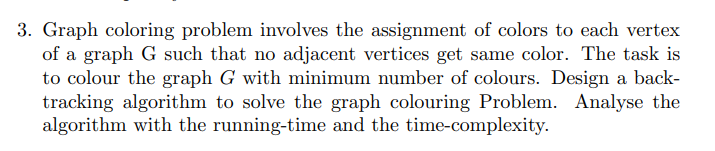 3. Graph coloring problem involves the assignment of colors to each vertex
of a graph G such that no adjacent vertices get same color. The task is
to colour the graph G with minimum number of colours. Design a back-
tracking algorithm to solve the graph colouring Problem. Analyse the
algorithm with the running-time and the time-complexity.